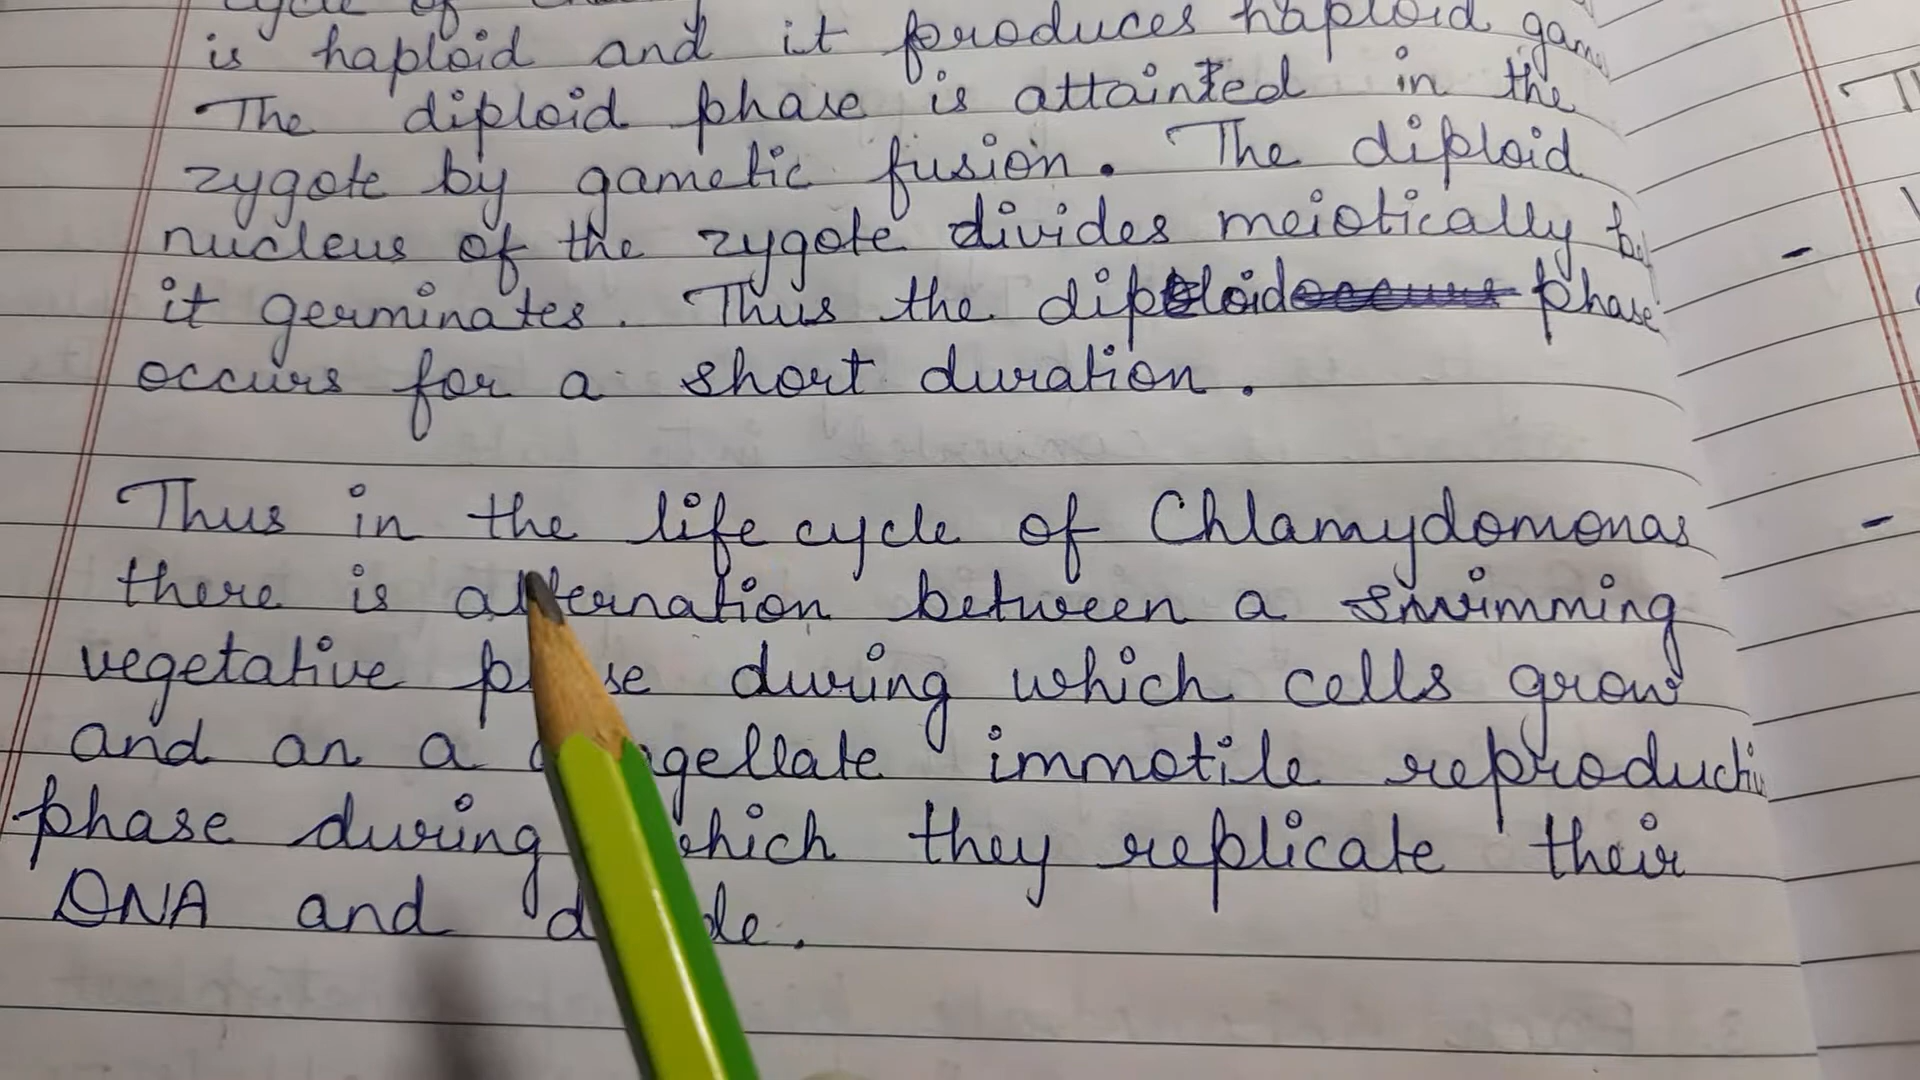 cycle of
is haploid and it produces haploid
The diploid phase is attained in the
zygote by gametic fusion. The diploid
nucleus of the zygote divides meiotically
it germinates. Thus the diploid phase
occurs for a short duration.
Thus in the life cycle of Chlamydomonas
there is alternation between a swimming
vegetative phase during which cells grow
and an a immotile
phase during which they replicate their
DNA and divide.